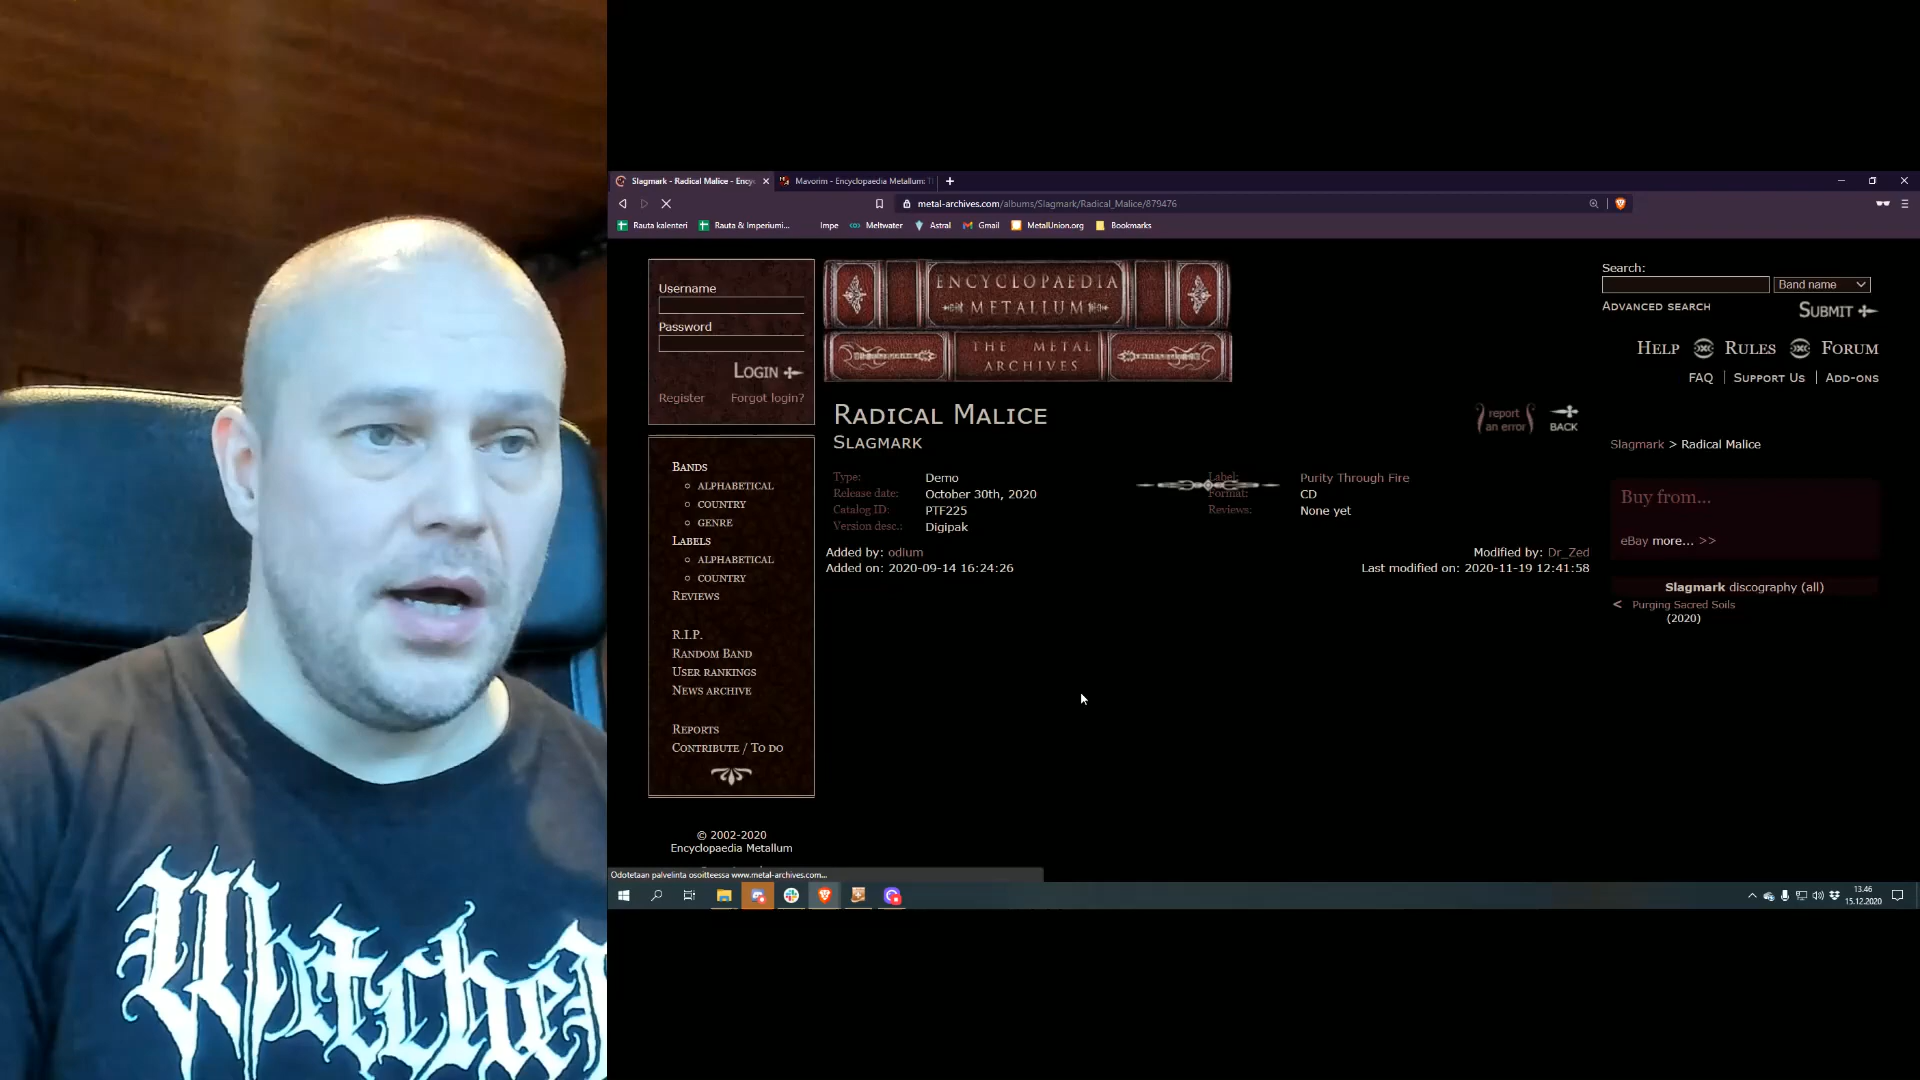 Witche
Slagmark - Radical Malice - Ency
Mavorim - Encyclopaedia Metallum: T
metal-archives.com/albums/Slagmark/Radical_Malice/879476
Rauta kalenteri
Rauta & Imperiumi...
Impe
Meltwater
Astral
Gmail
MetalUnion.org
Bookmarks
Username
Password
LOGIN
Register
Forgot login?
ENCYCLOPAEDIA
METALLUM
THE METAL
ARCHIVES
Search:
Band name
ADVANCED SEARCH
SUBMIT
HELP
RULES
FORUM
FAQ
SUPPORT US
ADD-ONS
RADICAL MALICE
SLAGMARK
report
an error
BACK
Slagmark > Radical Malice
Type: Demo
Release date: October 30th, 2020
Catalog ID: PTF225
Version desc.: Digipak
Label: Purity Through Fire
Format: CD
Reviews: None yet
Added by: odium
Added on: 2020-09-14 16:24:26
Modified by: Dr_Zed
Last modified on: 2020-11-19 12:41:58
Buy from...
eBay more... >>
Slagmark discography (all)
< Purging Sacred Soils
(2020)
BANDS
ALPHABETICAL
COUNTRY
GENRE
LABELS
ALPHABETICAL
COUNTRY
REVIEWS
R.I.P.
RANDOM BAND
USER RANKINGS
NEWS ARCHIVE
REPORTS
CONTRIBUTE / TO DO
© 2002-2020
Encyclopaedia Metallum
Odotetaan palvelinta osoitteessa www.metal-archives.com...
13.46
15.12.2020